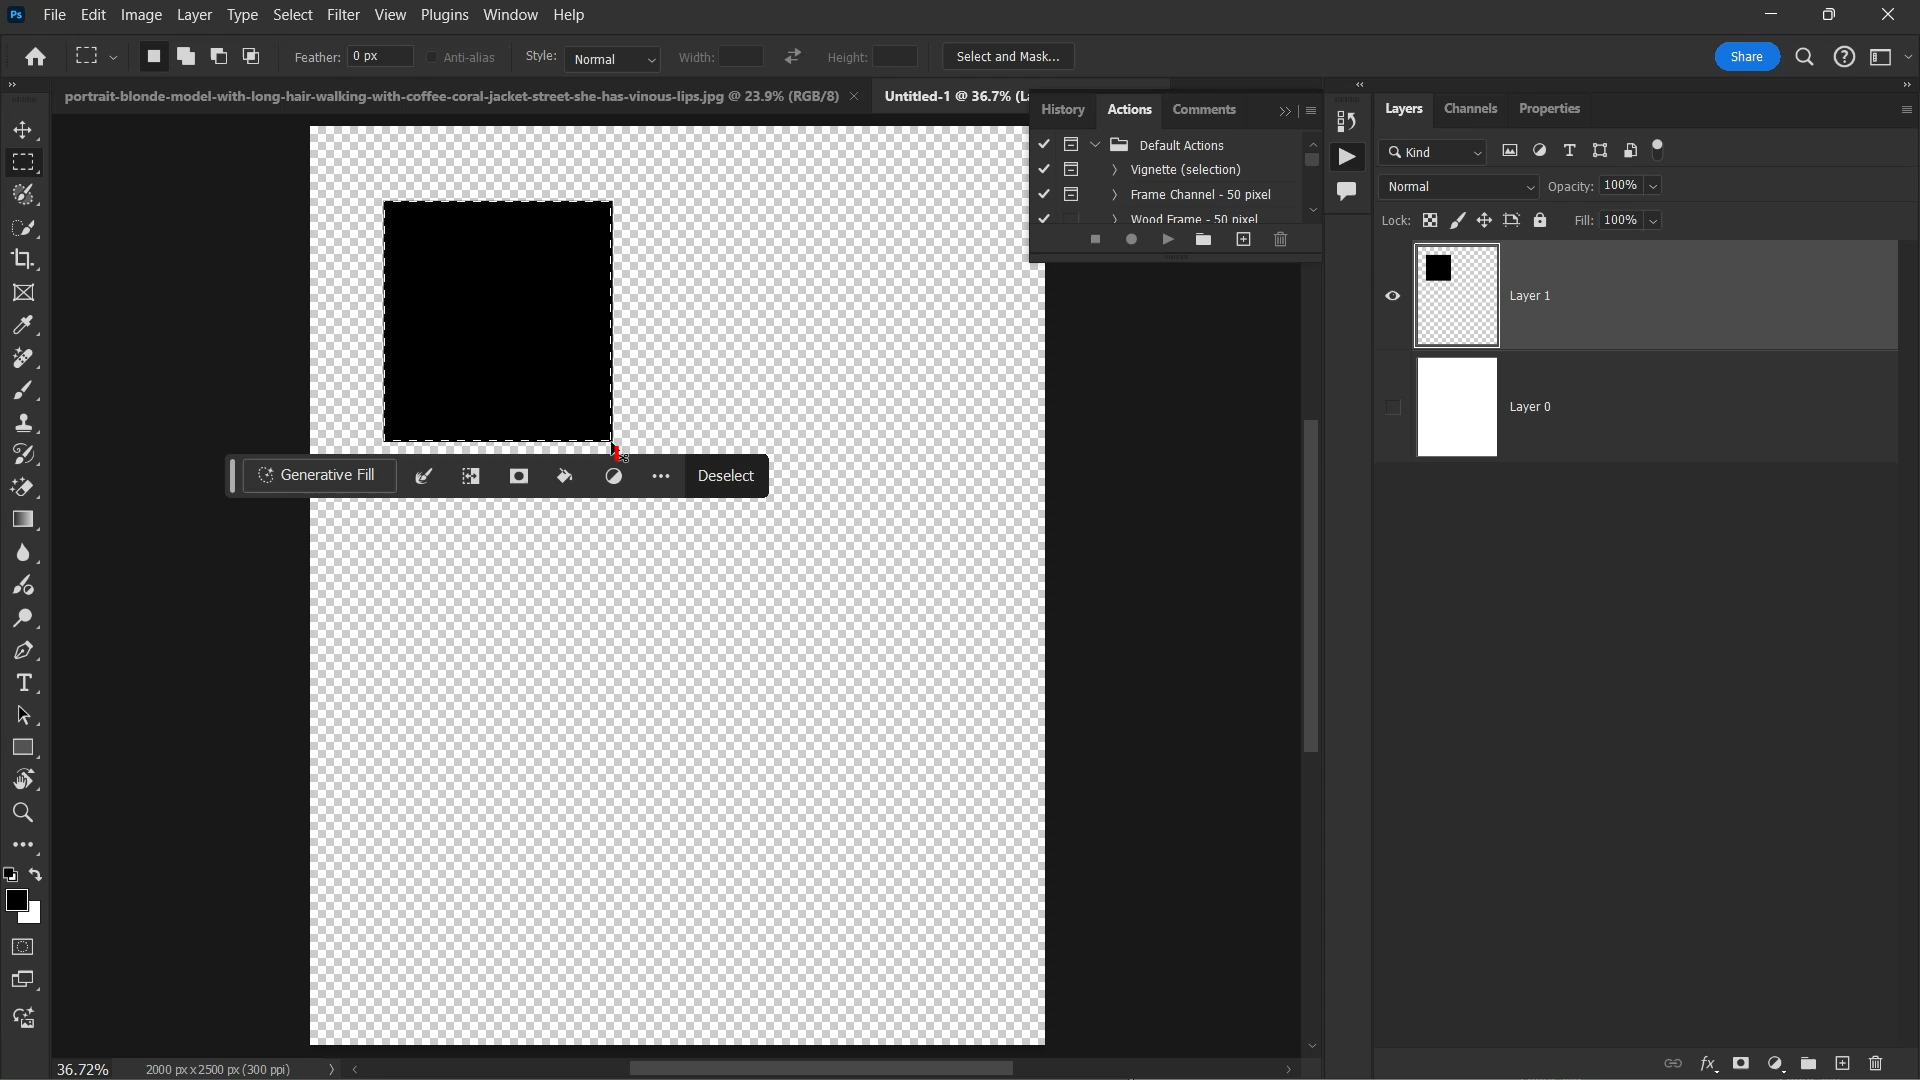 Ps File Edit Image Layer Type Select Filter View Plugins Window Help
Feather: 0 px Anti-alias Style: Normal Width: Height: Select and Mask... Share
portrait-blonde-model-with-long-hair-walking-with-coffee-coral-jacket-street-she-has-vinous-lips.jpg @ 23.9% (RGB/8) Untitled-1 @ 36.7% (La
History Actions Comments
Default Actions
Vignette (selection)
Frame Channel - 50 pixel
Wood Frame - 50 pixel
Layers Channels Properties
Kind
Normal Opacity: 100%
Lock: Fill: 100%
Layer 1
Layer 0
Generative Fill Deselect
36.72% 2000 px x 2500 px (300 ppi)